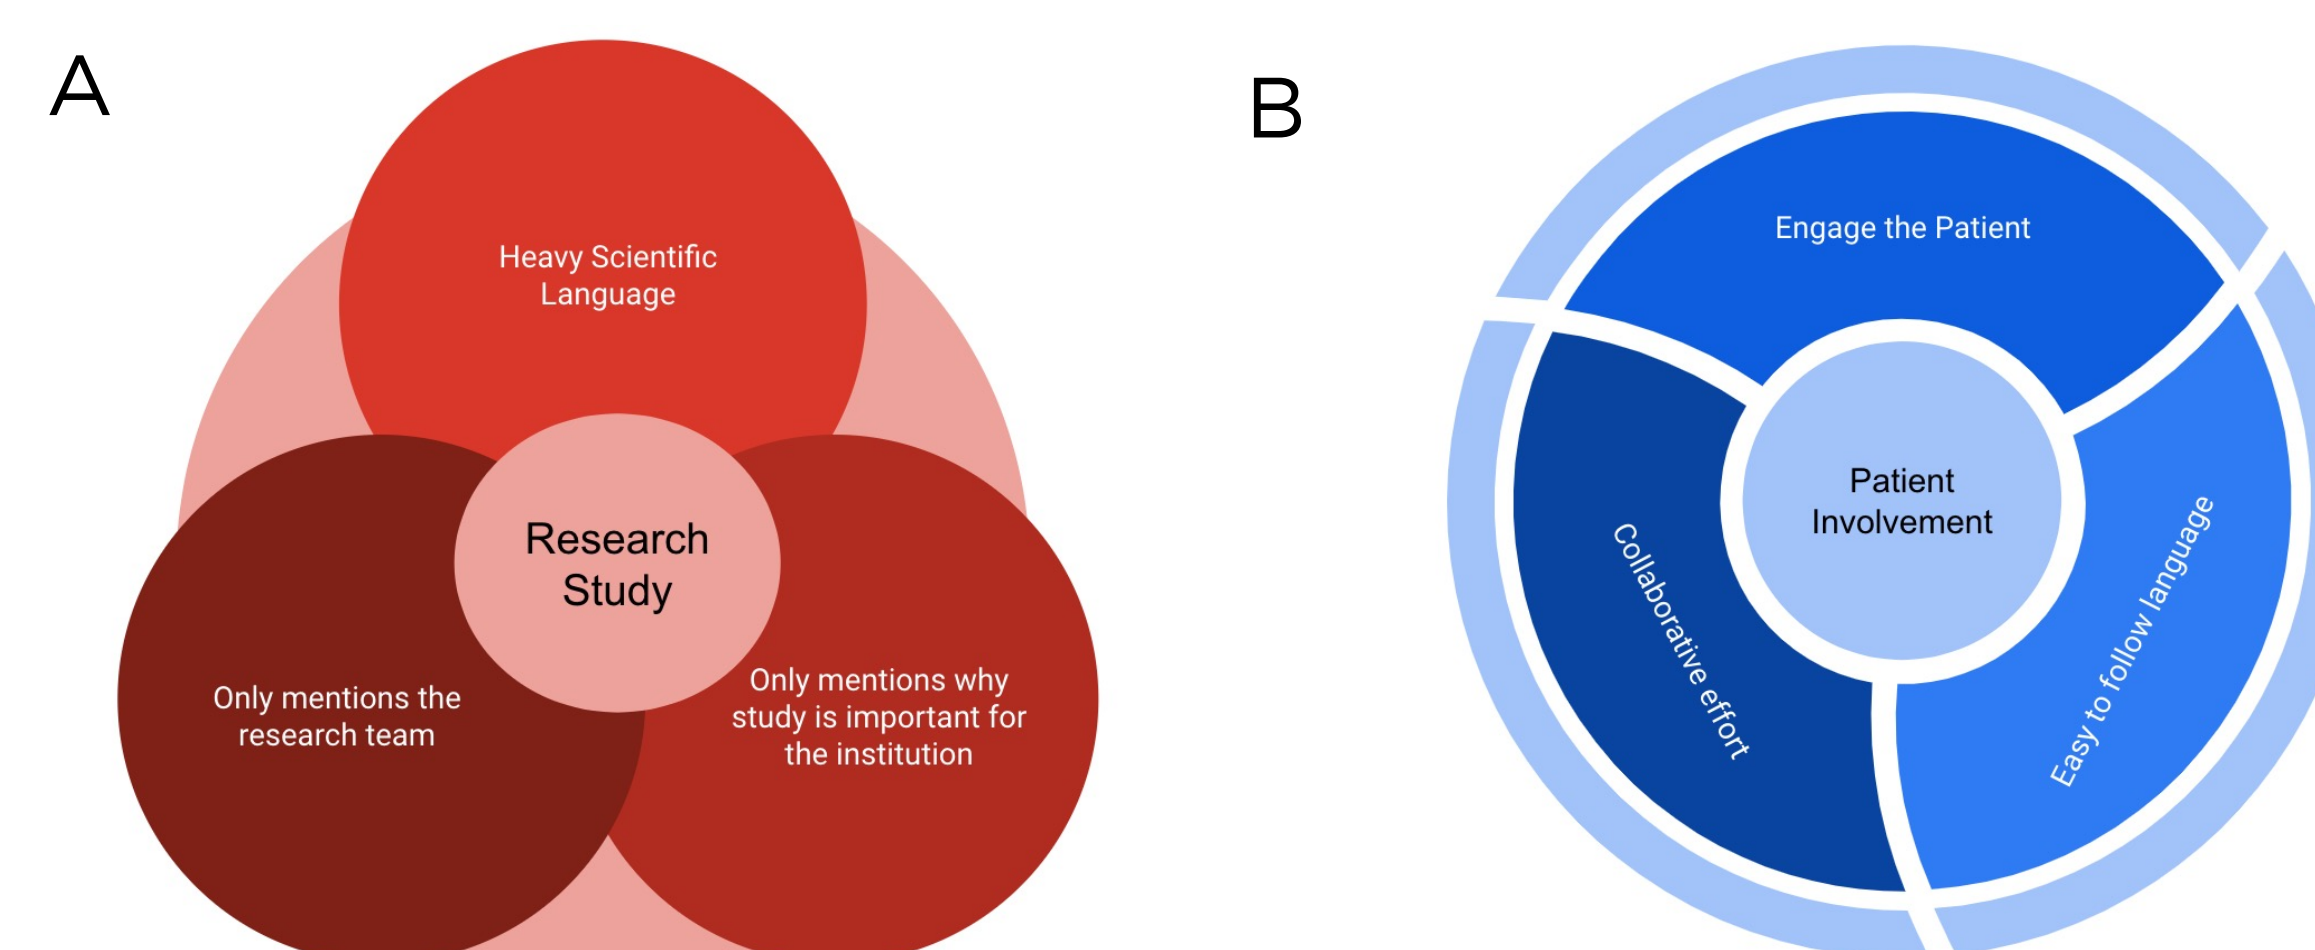 A
Heavy Scientific
Language
Research
Study
Only mentions the
research team
Only mentions why
study is important for
the institution
B
Engage the Patient
Patient
Involvement
Collaborative effort
Easy to follow language